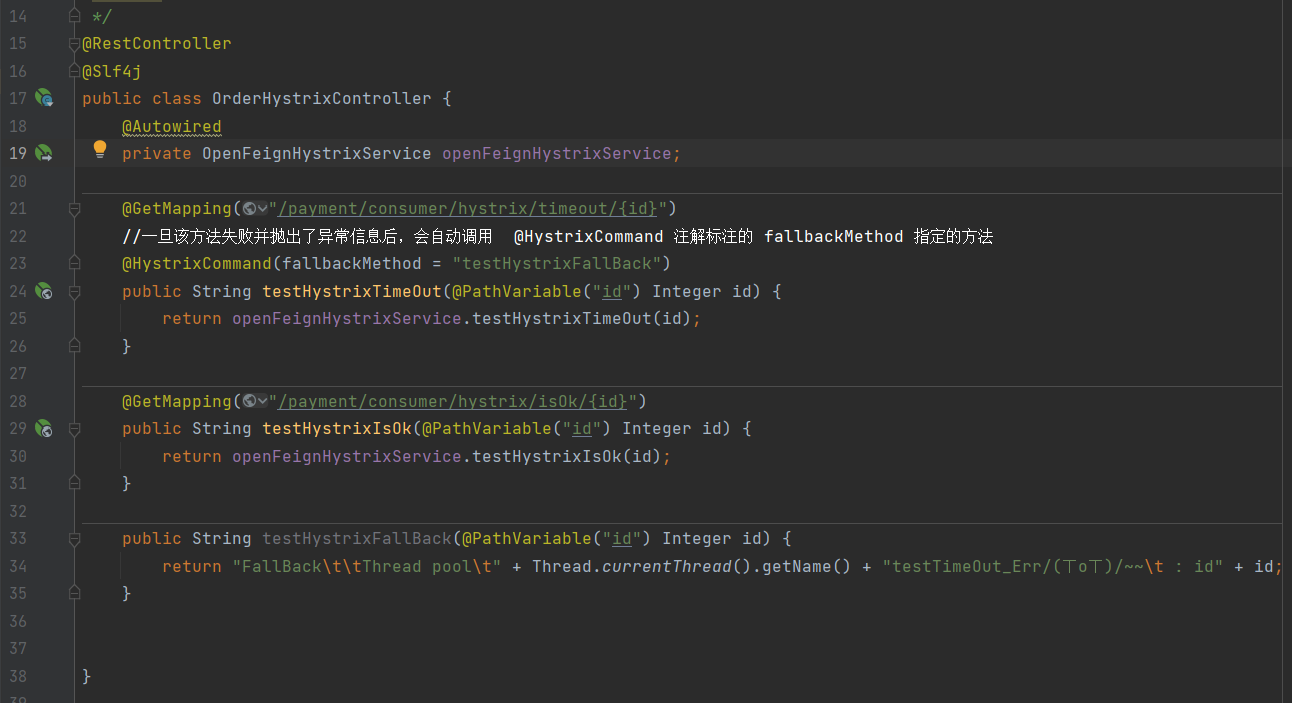 14 */
15 @RestController
16 @Slf4j
17 public class OrderHystrixController {
18 @Autowired
19 private OpenFeignHystrixService openFeignHystrixService;
20
21 @GetMapping("/payment/consumer/hystrix/timeout/{id}")
22 //一旦该方法失败并抛出了异常信息后，会自动调用 @HystrixCommand 注解标注的 fallbackMethod 指定的方法
23 @HystrixCommand(fallbackMethod = "testHystrixFallBack")
24 public String testHystrixTimeOut(@PathVariable("id") Integer id) {
25 return openFeignHystrixService.testHystrixTimeOut(id);
26 }
27
28 @GetMapping("/payment/consumer/hystrix/isOk/{id}")
29 public String testHystrixIsOk(@PathVariable("id") Integer id) {
30 return openFeignHystrixService.testHystrixIsOk(id);
31 }
32
33 public String testHystrixFallBack(@PathVariable("id") Integer id) {
34 return "FallBack\t\tThread pool\t" + Thread.currentThread().getName() + "testTimeOut_Err/(ㄒoㄒ)/~~\t : id" + id;
35 }
36
37
38 }
39